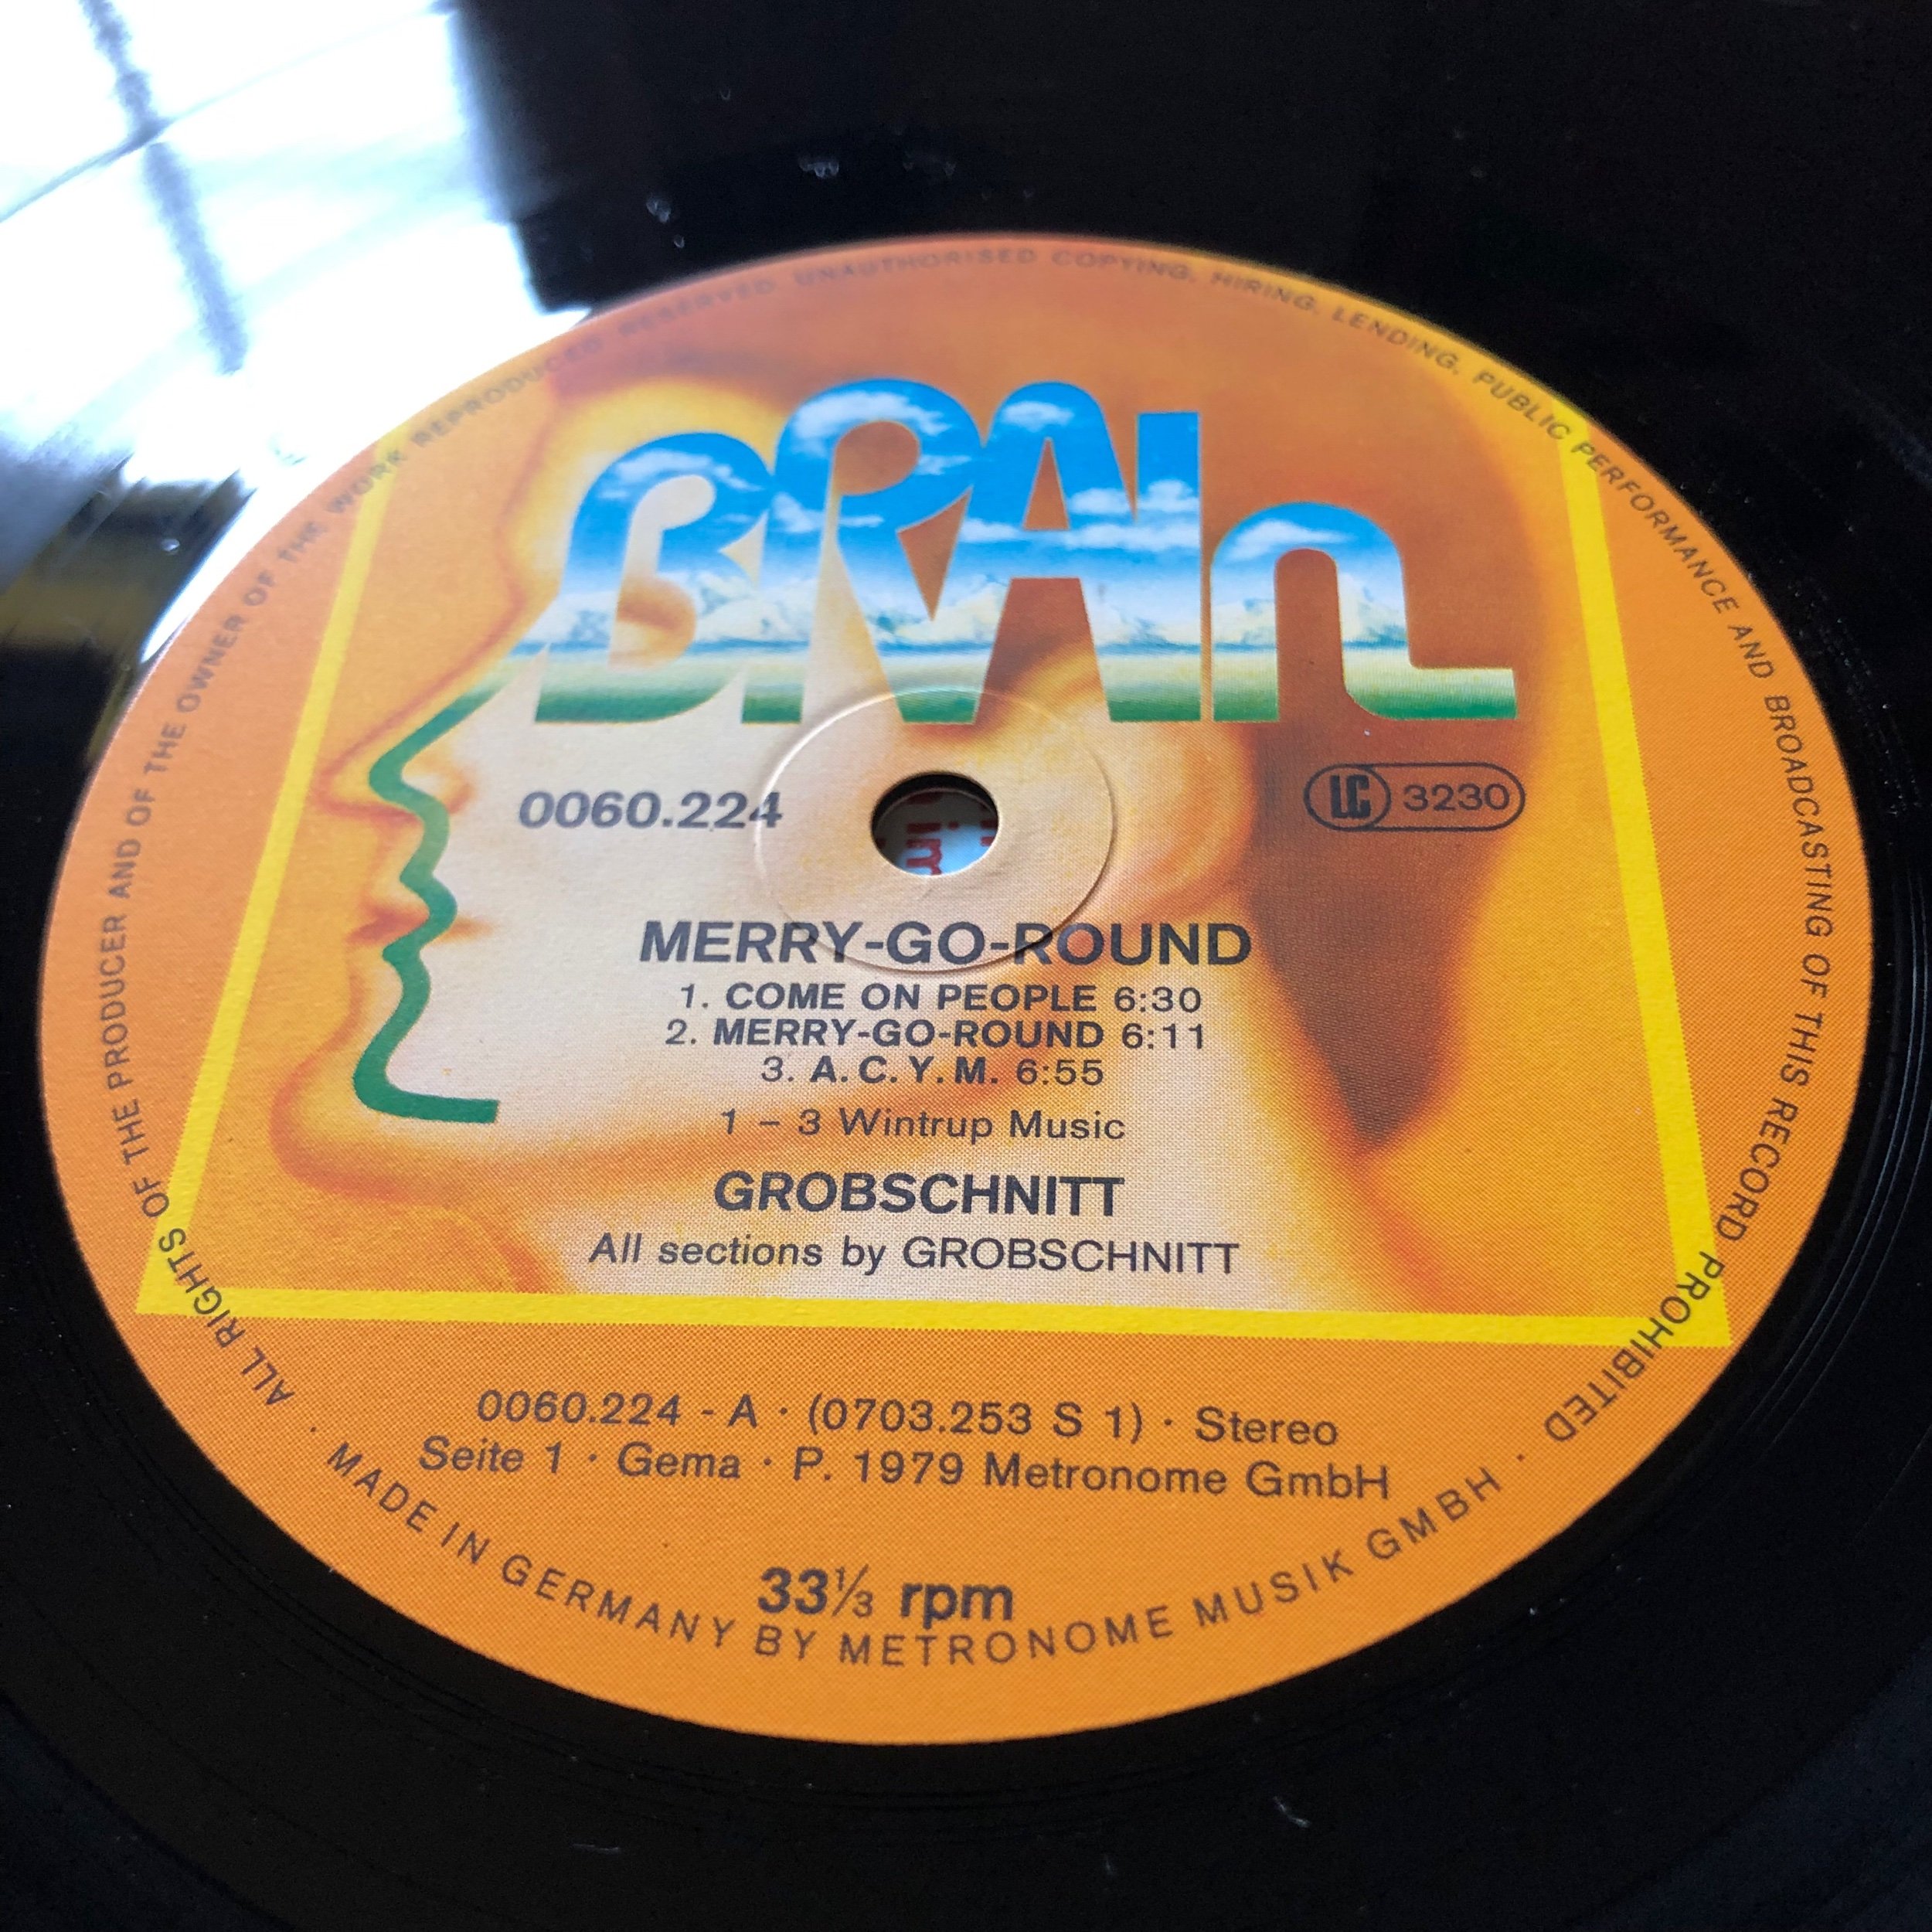 ALL RIGHTS OF THE PRODUCER AND OF THE OWNER OF THE WORK REPRODUCED RESERVED UNAUTHORISED COPYING, HIRING, LENDING, PUBLIC PERFORMANCE AND BROADCASTING OF THIS RECORD PROHIBITED
BRAIn
0060.224
LC 3230
im
MERRY-GO-ROUND
1. COME ON PEOPLE 6:30
2. MERRY-GO-ROUND 6:11
3. A.C.Y.M. 6:55
1 – 3 Wintrup Music
GROBSCHNITT
All sections by GROBSCHNITT
0060.224 - A · (0703.253 S 1) · Stereo
Seite 1 · Gema · P. 1979 Metronome GmbH
33⅓ rpm
· MADE IN GERMANY BY METRONOME MUSIK GMBH ·